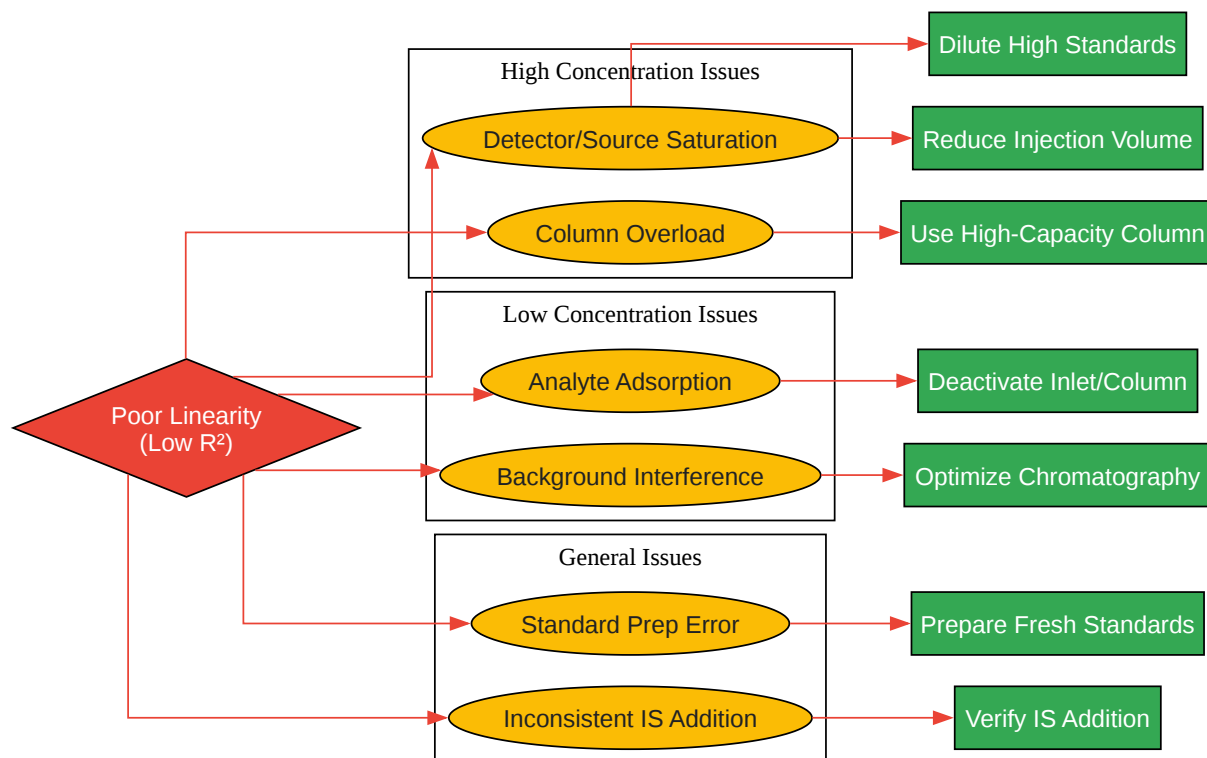 Dilute High Standards
High Concentration Issues
Detector/Source Saturation
Reduce Injection Volume
Column Overload
Use High-Capacity Column
Low Concentration Issues
Analyte Adsorption
Deactivate Inlet/Column
Poor Linearity
(Low R²)
Background Interference
Optimize Chromatography
General Issues
Standard Prep Error
Prepare Fresh Standards
Inconsistent IS Addition
Verify IS Addition